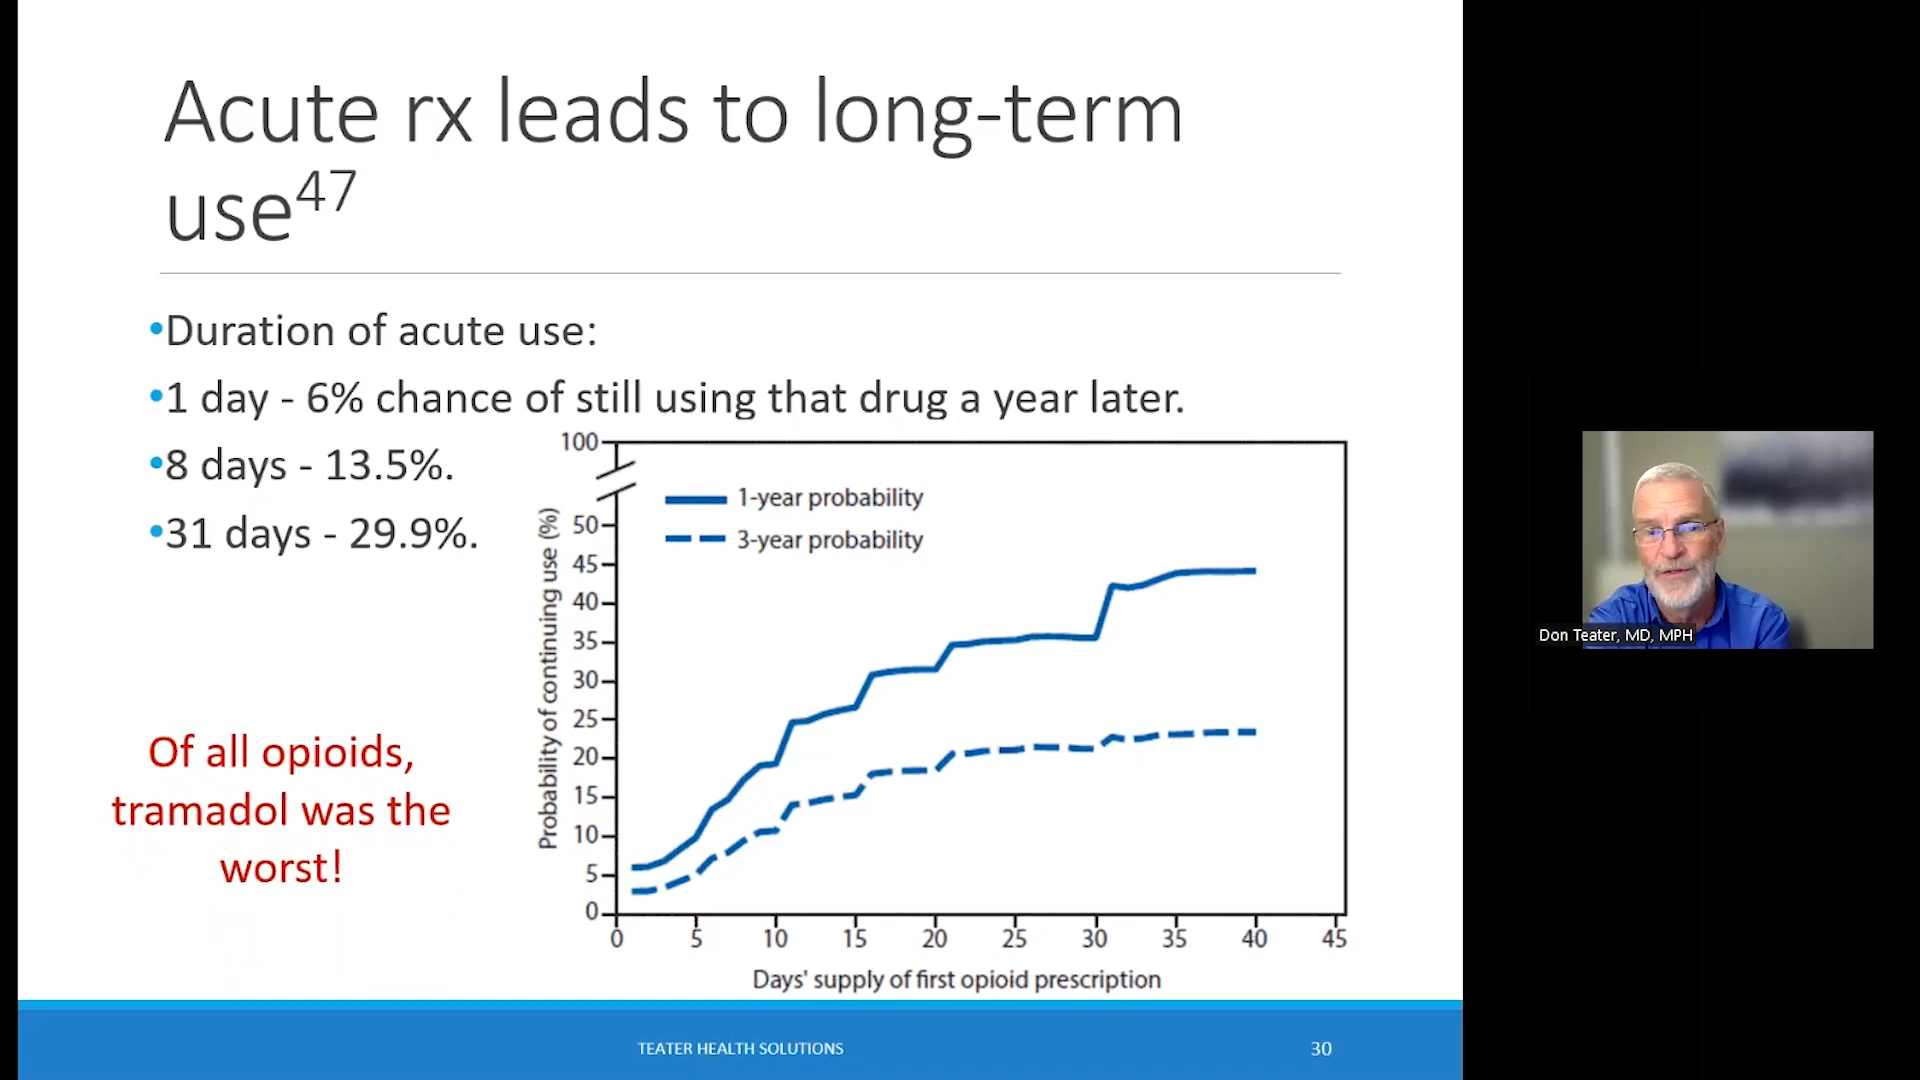 Acute rx leads to long-term
use47
•Duration of acute use:
•1 day - 6% chance of still using that drug a year later.
•8 days - 13.5%.
•31 days - 29.9%.
Of all opioids,
tramadol was the
worst!
100
50
45
40
35
30
25
20
15
10
5
0
Probability of continuing use (%)
1-year probability
3-year probability
0 5 10 15 20 25 30 35 40 45
Days' supply of first opioid prescription
TEATER HEALTH SOLUTIONS
30
Don Teater, MD, MPH